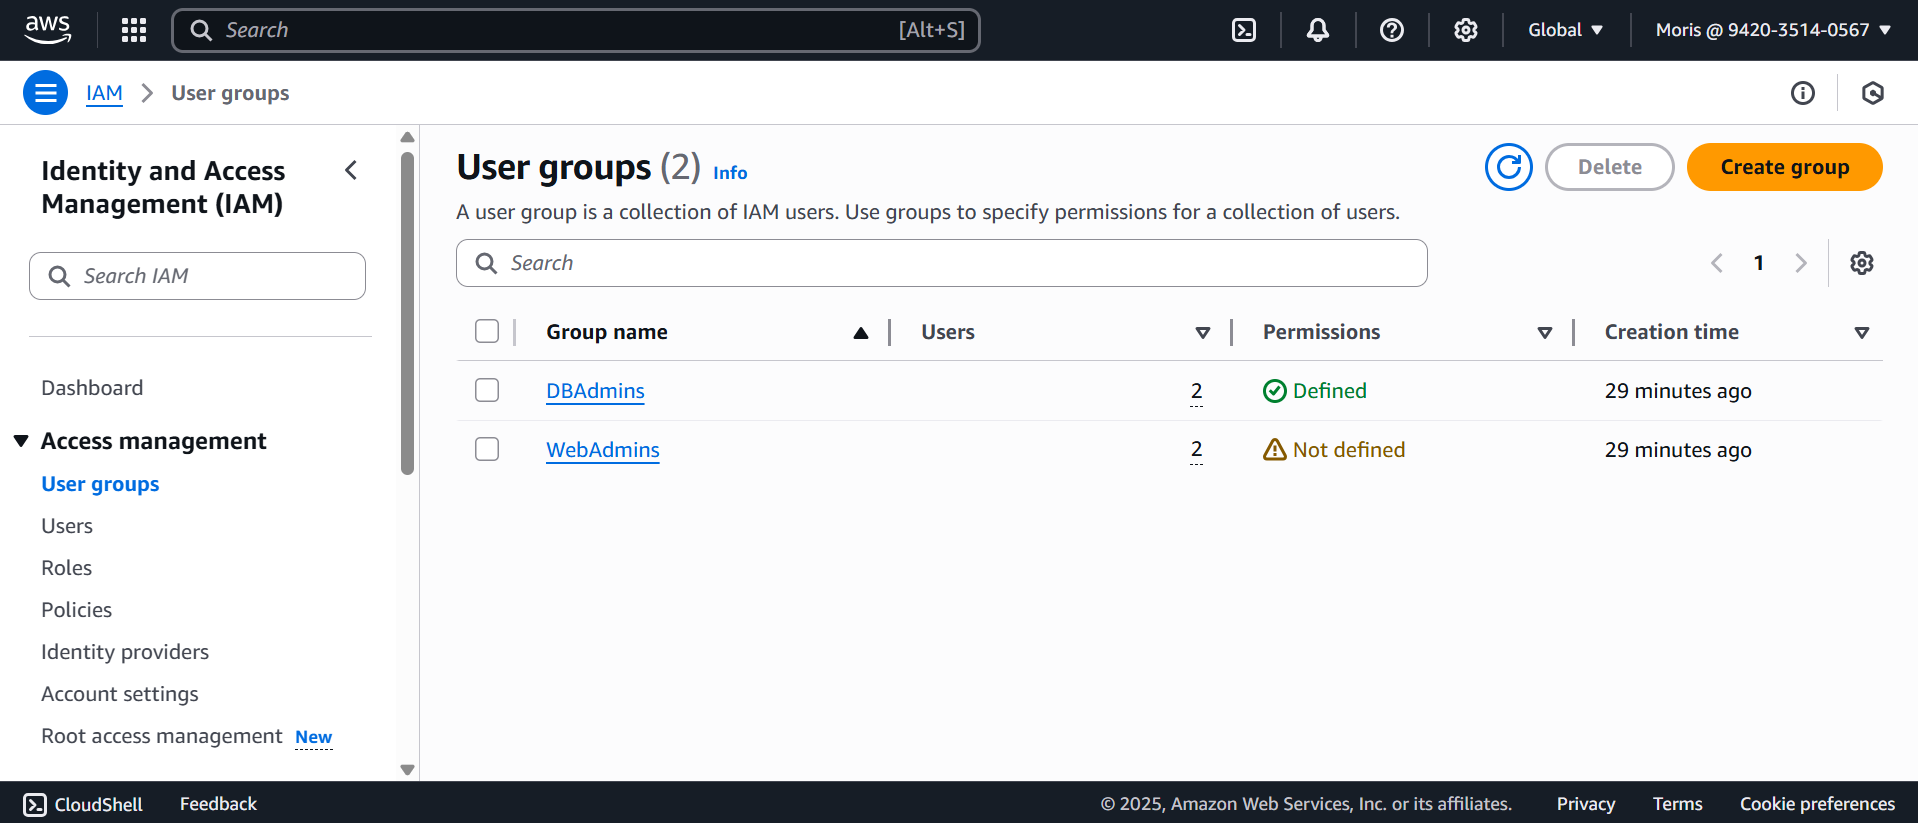 aws
Search [Alt+S]
Global
Moris @ 9420-3514-0567
IAM
User groups
Identity and Access
Management (IAM)
Search IAM
Dashboard
Access management
User groups
Users
Roles
Policies
Identity providers
Account settings
Root access management New
User groups (2) Info
Delete
Create group
A user group is a collection of IAM users. Use groups to specify permissions for a collection of users.
Search
1
Group name Users Permissions Creation time
DBAdmins 2 Defined 29 minutes ago
WebAdmins 2 Not defined 29 minutes ago
CloudShell Feedback © 2025, Amazon Web Services, Inc. or its affiliates. Privacy Terms Cookie preferences